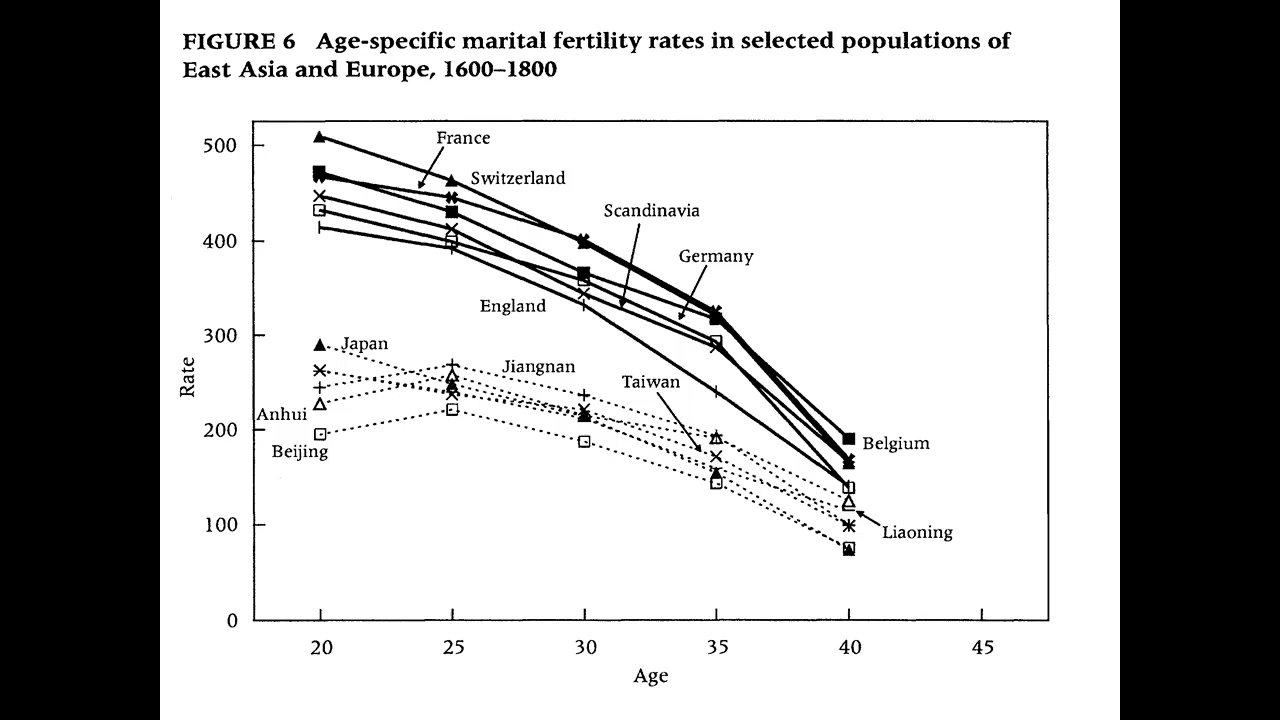 FIGURE 6 Age-specific marital fertility rates in selected populations of
East Asia and Europe, 1600–1800
500
400
300
200
100
0
Rate
France
Switzerland
Scandinavia
Germany
England
Japan
Jiangnan
Taiwan
Anhui
Beijing
Belgium
Liaoning
20 25 30 35 40 45
Age